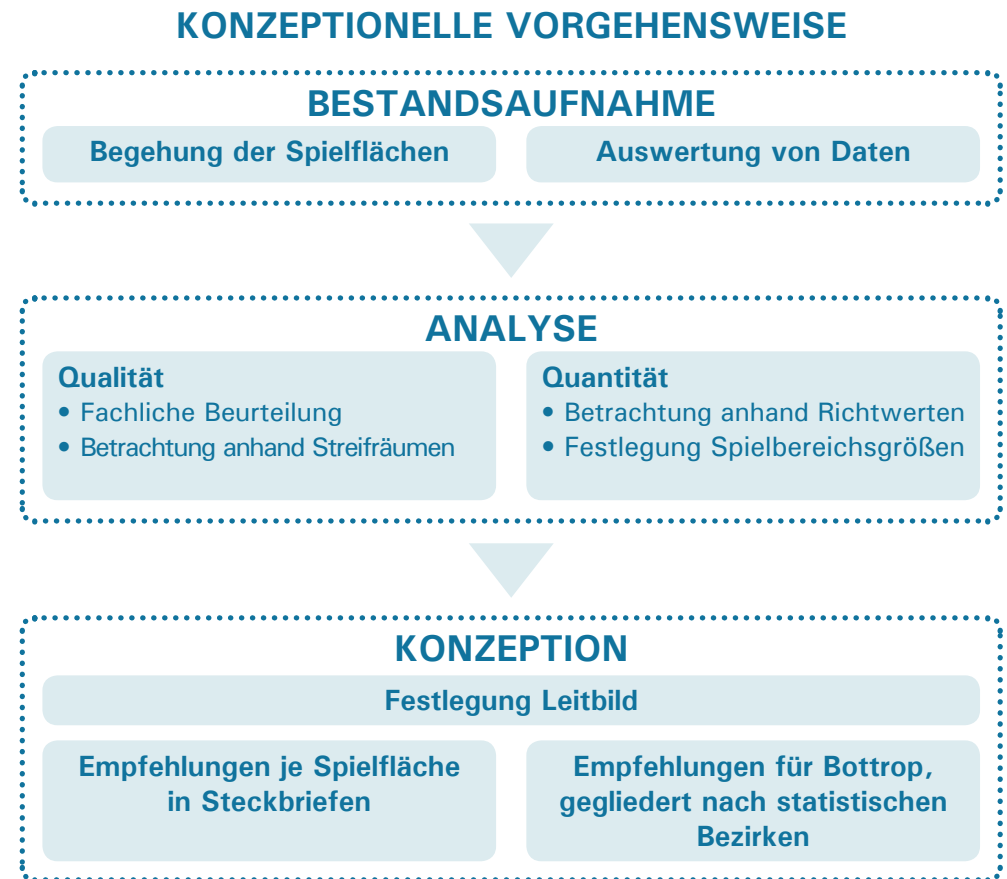 KONZEPTIONELLE VORGEHENSWEISE
BESTANDSAUFNAHME
Begehung der Spielflächen
Auswertung von Daten
ANALYSE
Qualität
• Fachliche Beurteilung
• Betrachtung anhand Streifräumen
Quantität
• Betrachtung anhand Richtwerten
• Festlegung Spielbereichsgrößen
KONZEPTION
Festlegung Leitbild
Empfehlungen je Spielfläche
in Steckbriefen
Empfehlungen für Bottrop,
gegliedert nach statistischen
Bezirken